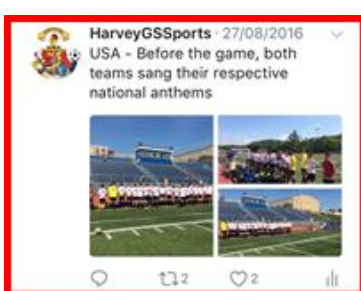 HarveyGSSports · 27/08/2016
USA - Before the game, both
teams sang their respective
national anthems
2
2